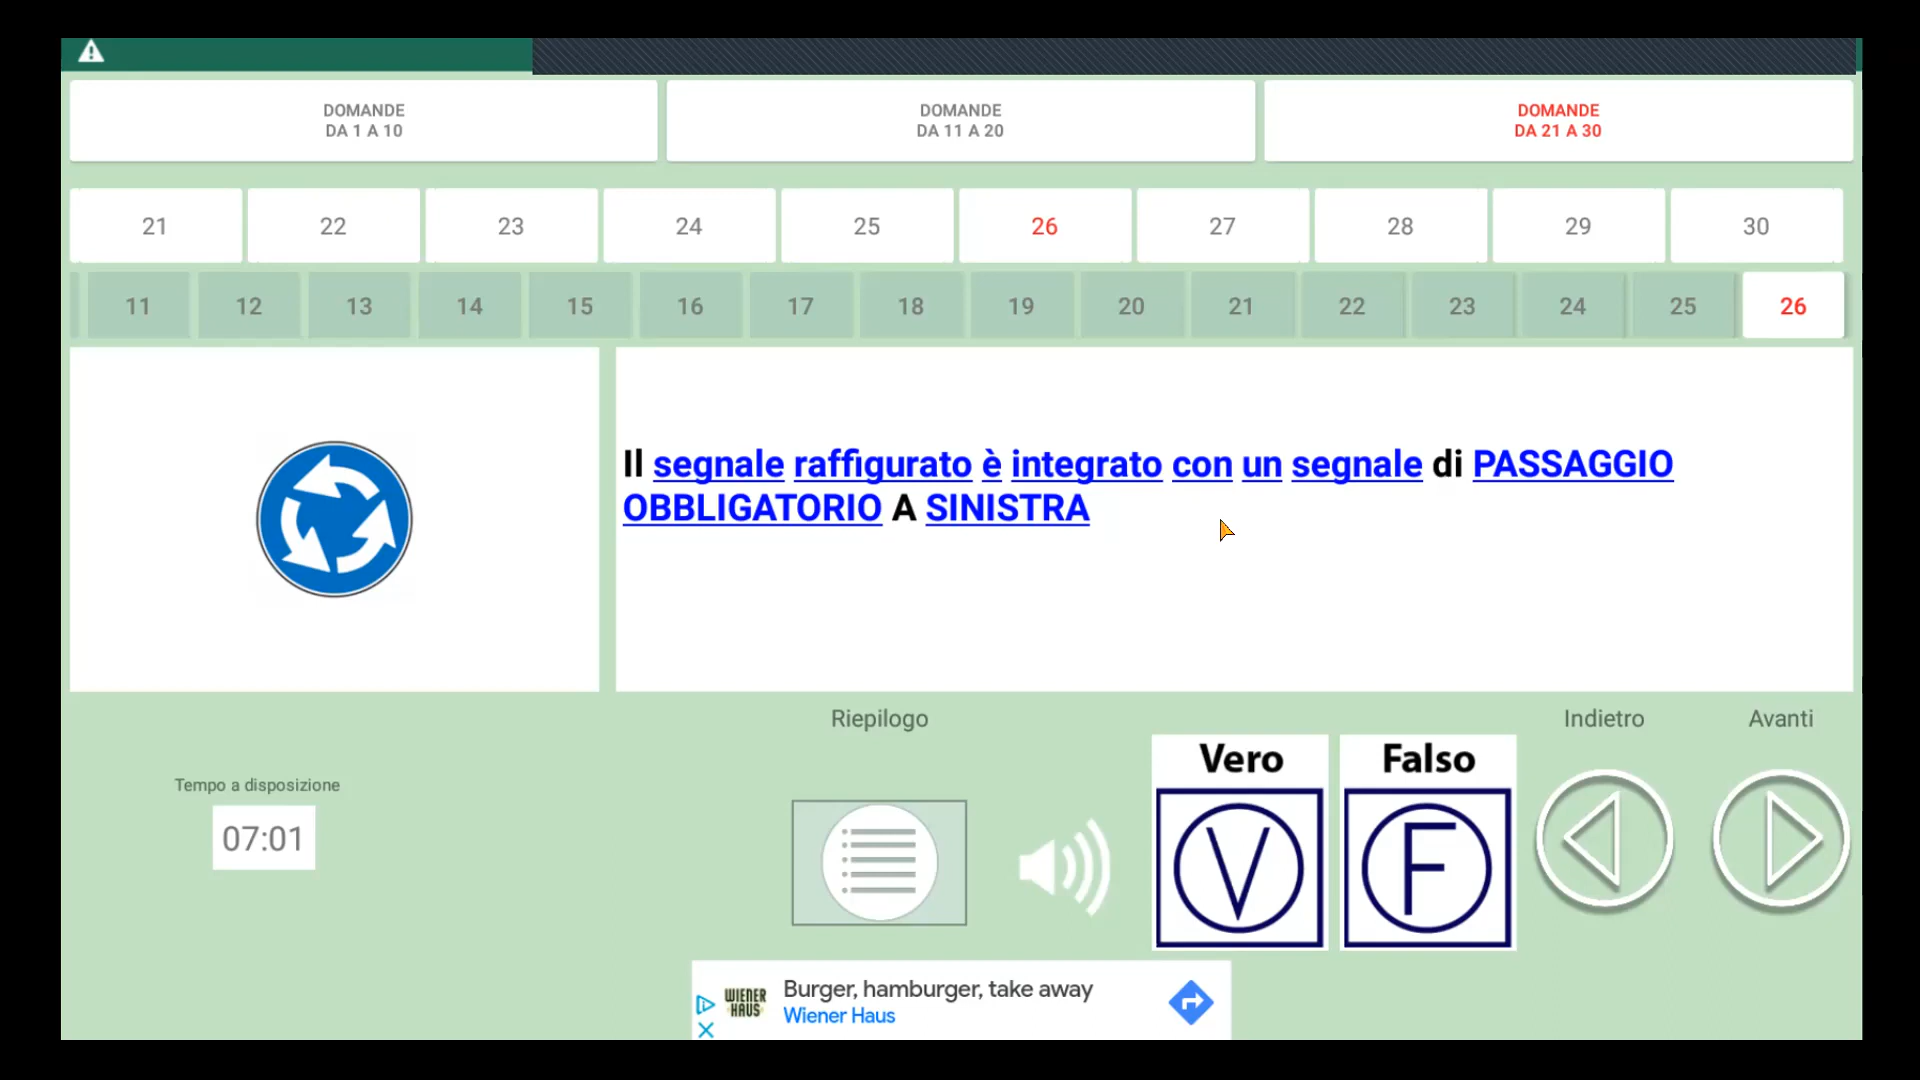 DOMANDE
DA 1 A 10
DOMANDE
DA 11 A 20
DOMANDE
DA 21 A 30
21 22 23 24 25 26 27 28 29 30
11 12 13 14 15 16 17 18 19 20 21 22 23 24 25 26
Il segnale raffigurato è integrato con un segnale di PASSAGGIO
OBBLIGATORIO A SINISTRA
Riepilogo
Indietro
Avanti
Vero
Falso
V
F
Tempo a disposizione
07:01
WIENER
HAUS
Burger, hamburger, take away
Wiener Haus